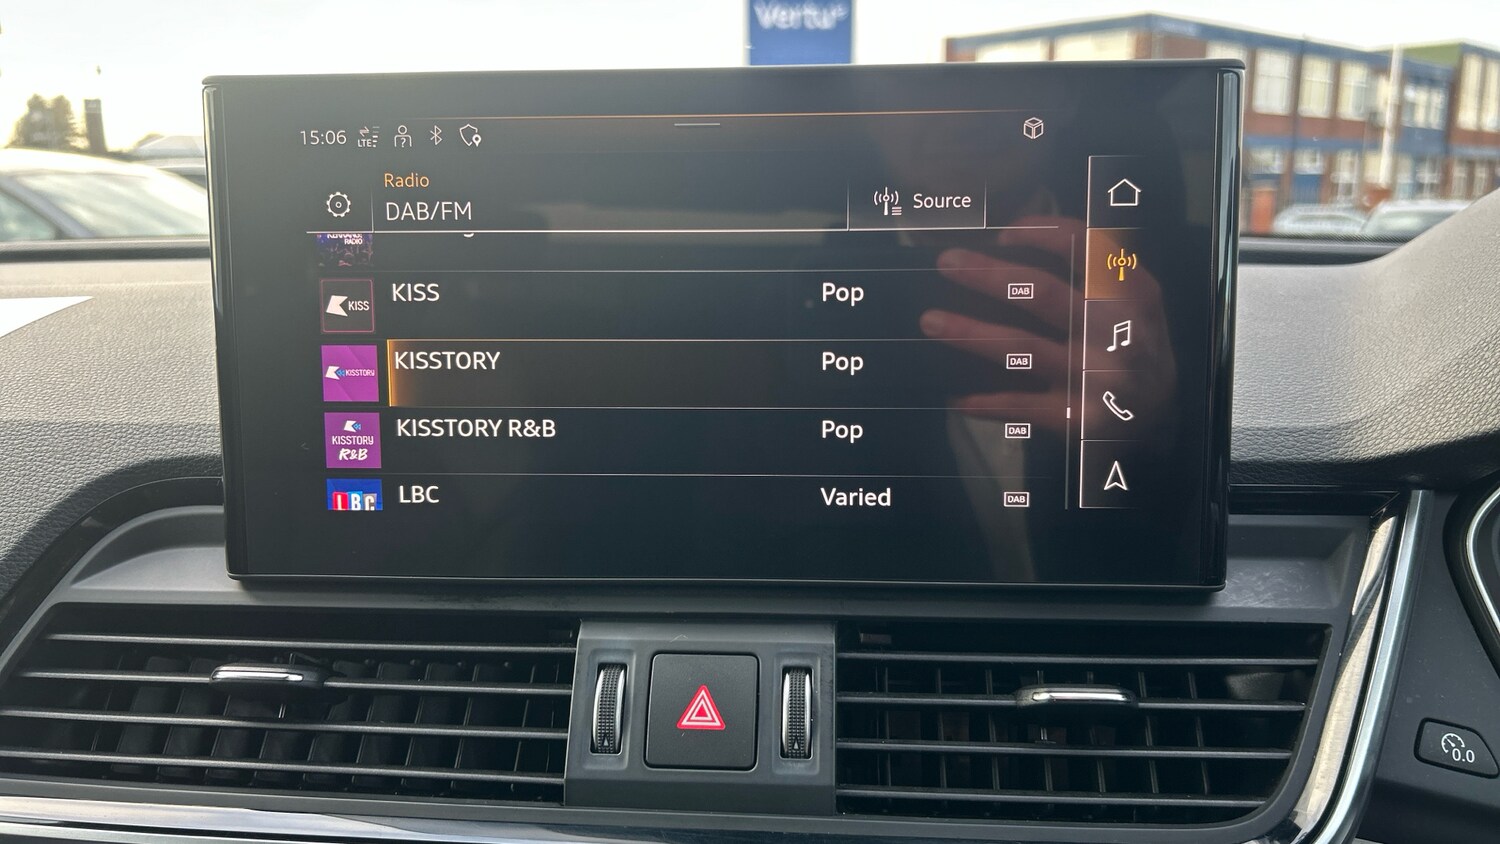 Vertu
15:06 LTE ?
Radio
DAB/FM
Source
RADIO
KISS KISS Pop DAB
KISSTORY KISSTORY Pop DAB
KISSTORY R&B KISSTORY R&B Pop DAB
LBC LBC Varied DAB
0.0